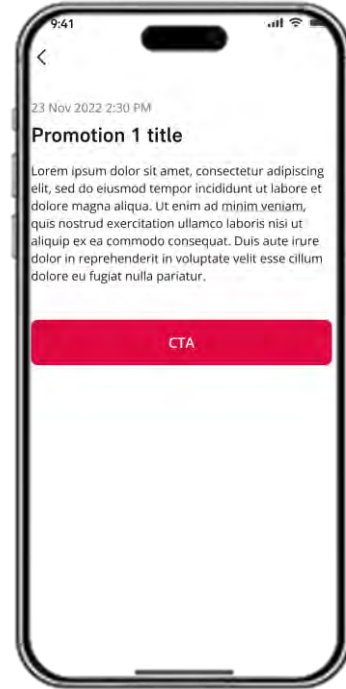 9:41
23 Nov 2022 2:30 PM
Promotion 1 title
Lorem ipsum dolor sit amet, consectetur adipiscing
elit, sed do eiusmod tempor incididunt ut labore et
dolore magna aliqua. Ut enim ad minim veniam,
quis nostrud exercitation ullamco laboris nisi ut
aliquip ex ea commodo consequat. Duis aute irure
dolor in reprehenderit in voluptate velit esse cillum
dolore eu fugiat nulla pariatur.
CTA